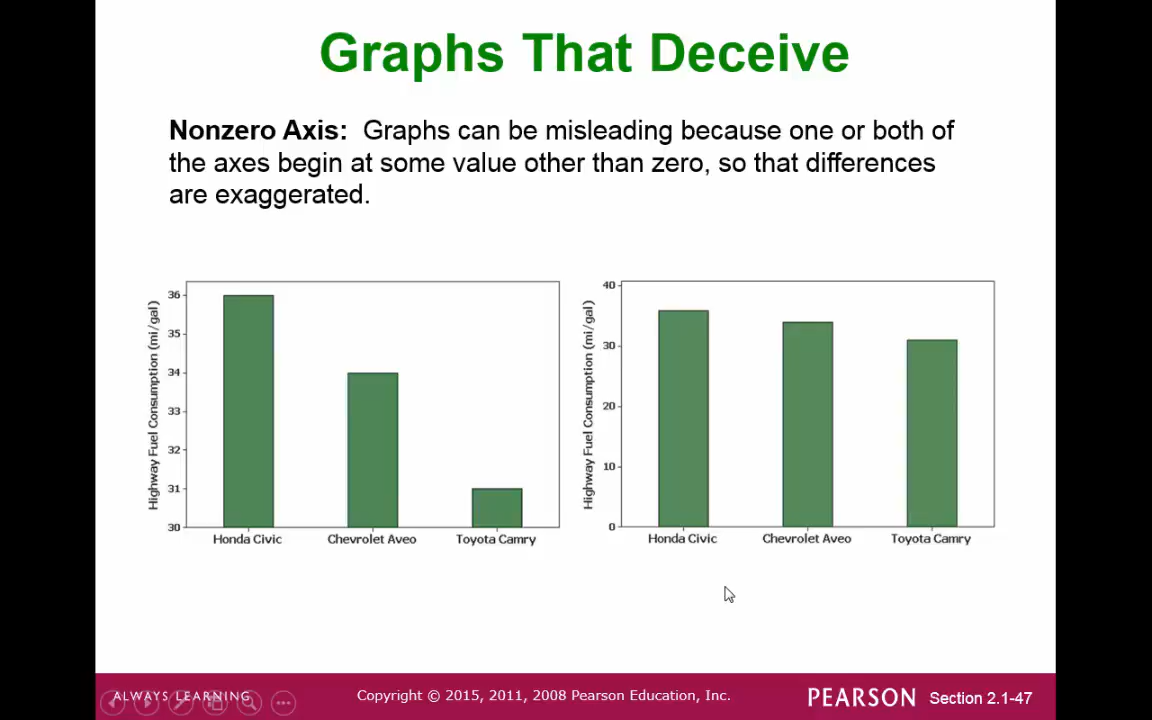 Graphs That Deceive
Nonzero Axis: Graphs can be misleading because one or both of
the axes begin at some value other than zero, so that differences
are exaggerated.
Highway Fuel Consumption (mi/gal)
36
35
34
33
32
31
30
Honda Civic
Chevrolet Aveo
Toyota Camry
Highway Fuel Consumption (mi/gal)
40
30
20
10
0
Honda Civic
Chevrolet Aveo
Toyota Camry
ALWAYS LEARNING
Copyright © 2015, 2011, 2008 Pearson Education, Inc.
PEARSON
Section 2.1-47